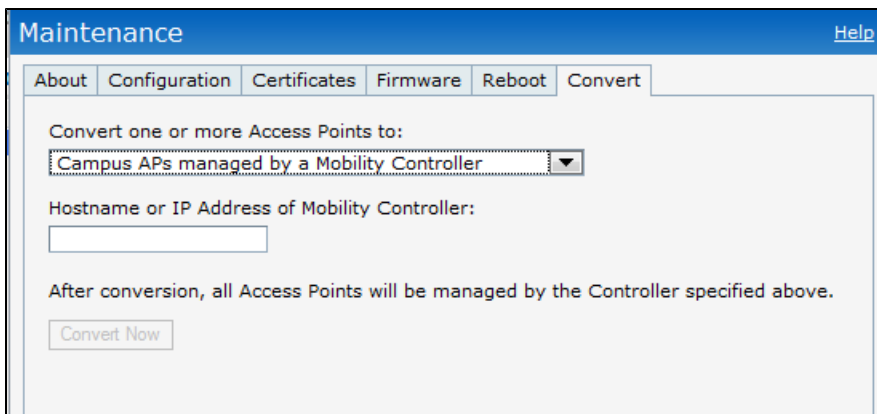 Maintenance
Help
About Configuration Certificates Firmware Reboot Convert
Convert one or more Access Points to:
Campus APs managed by a Mobility Controller
Hostname or IP Address of Mobility Controller:
After conversion, all Access Points will be managed by the Controller specified above.
Convert Now